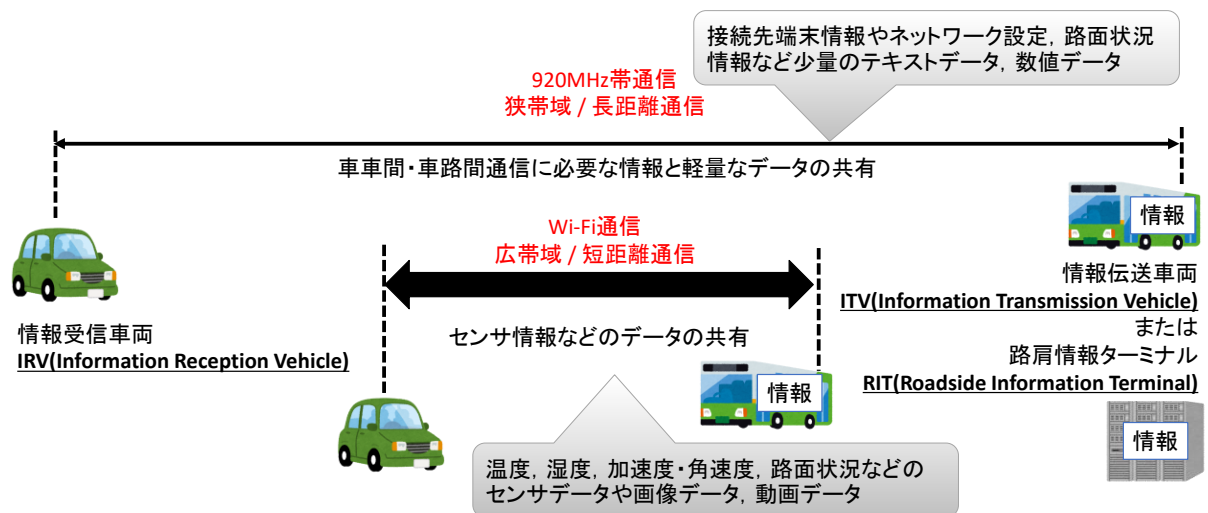 接続先端末情報やネットワーク設定, 路面状況
情報など少量のテキストデータ, 数値データ
920MHz帯通信
狭帯域 / 長距離通信
車車間・車路間通信に必要な情報と軽量なデータの共有
情報
Wi-Fi通信
広帯域 / 短距離通信
情報伝送車両
ITV(Information Transmission Vehicle)
または
路肩情報ターミナル
RIT(Roadside Information Terminal)
情報
情報受信車両
IRV(Information Reception Vehicle)
センサ情報などのデータの共有
情報
温度, 湿度, 加速度・角速度, 路面状況などの
センサデータや画像データ, 動画データ